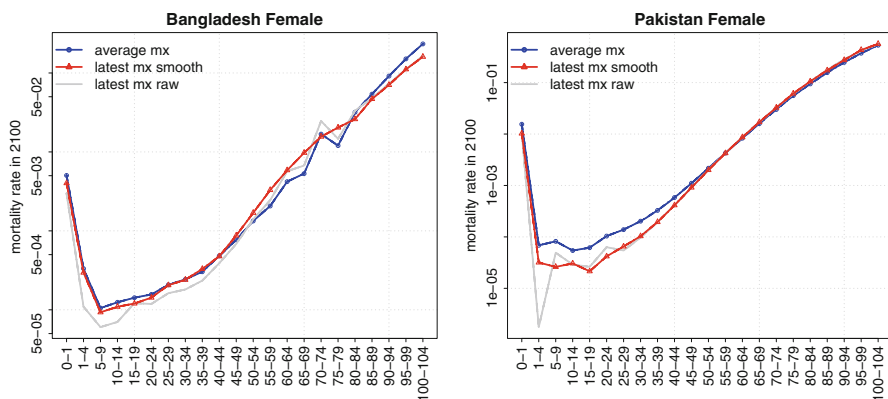 Bangladesh Female
average mx
latest mx smooth
latest mx raw
mortality rate in 2100
5e−02
5e−03
5e−04
5e−05
0−1
1−4
5−9
10−14
15−19
20−24
25−29
30−34
35−39
40−44
45−49
50−54
55−59
60−64
65−69
70−74
75−79
80−84
85−89
90−94
95−99
100−104
Pakistan Female
average mx
latest mx smooth
latest mx raw
mortality rate in 2100
1e−01
1e−03
1e−05
0−1
1−4
5−9
10−14
15−19
20−24
25−29
30−34
35−39
40−44
45−49
50−54
55−59
60−64
65−69
70−74
75−79
80−84
85−89
90−94
95−99
100−104